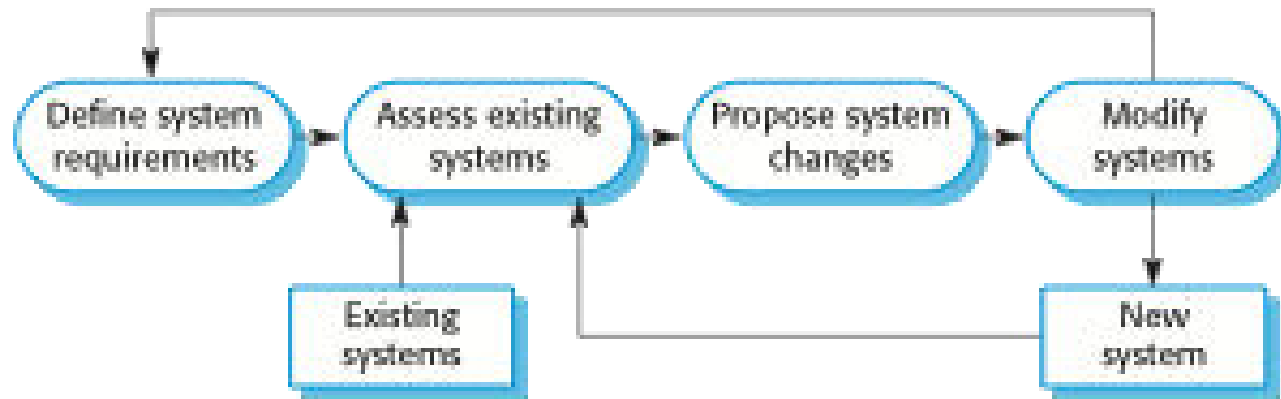 Define system
requirements
Assess existing
systems
Propose system
changes
Modify
systems
Existing
systems
New
system